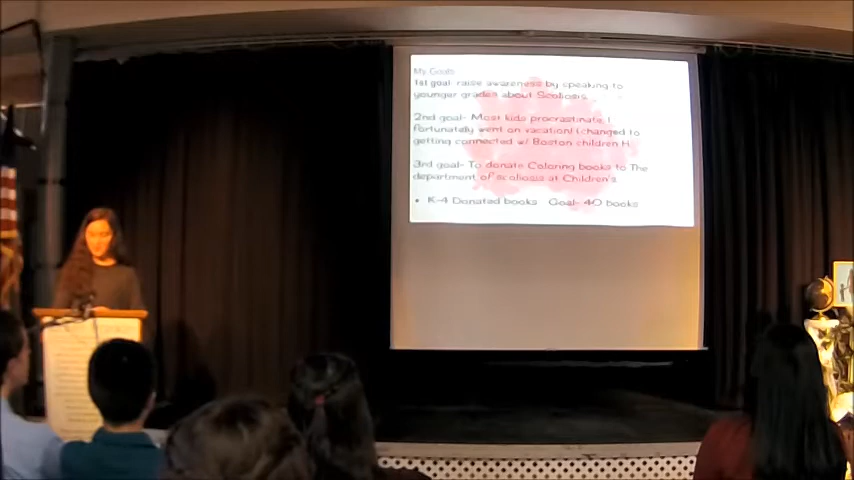 My Goals
1st goal- raise awareness by speaking to
younger grades about Scoliosis
2nd goal- Most kids procrastinate I
fortunately went on vacation! I changed to
getting connected w/ Boston children H
3rd goal- To donate Coloring books to The
department of scoliosis at Children's
• K-4 Donated books Goal- 40 books